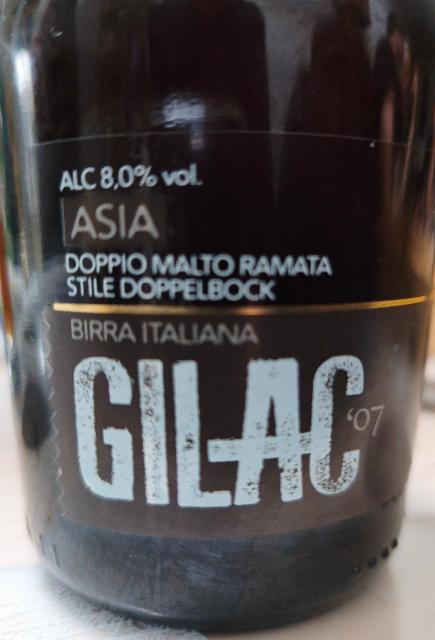 ALC 8,0% vol.
ASIA
DOPPIO MALTO RAMATA
STILE DOPPELBOCK
BIRRA ITALIANA
GILAC '07